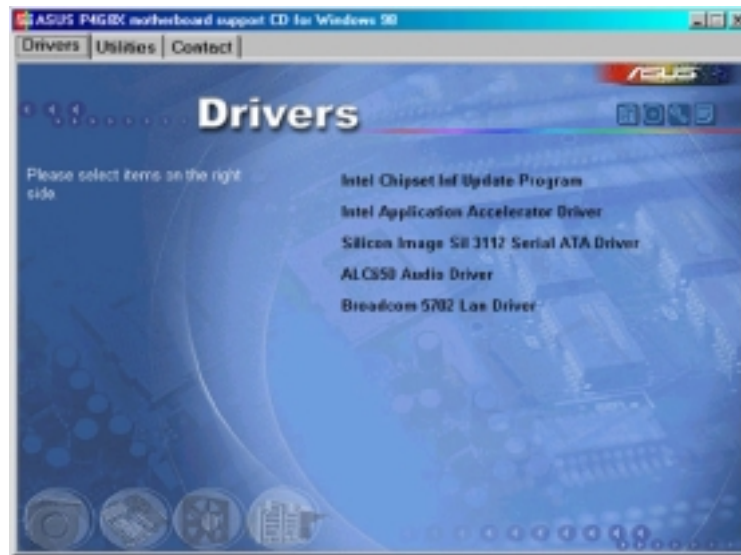 ASUS P4G8X motherboard support CD for Windows 98
Drivers Utilities Contact
ASUS
Drivers
Please select items on the right
side.
Intel Chipset Inf Update Program
Intel Application Accelerator Driver
Silicon Image SiI 3112 Serial ATA Driver
ALC650 Audio Driver
Broadcom 5702 Lan Driver